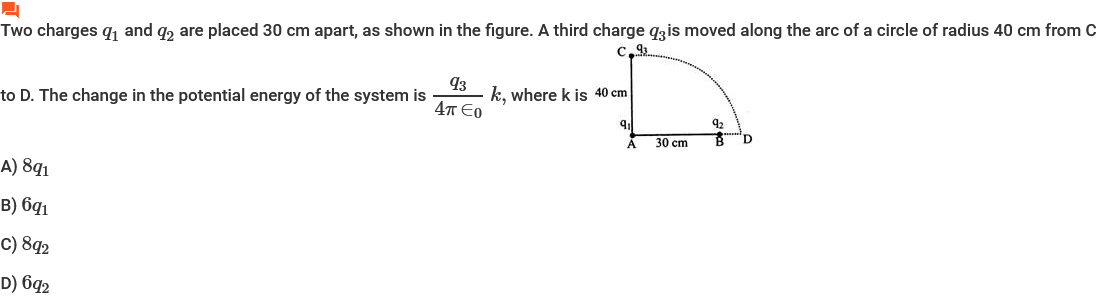 Two charges q₁ and q₂ are placed 30 cm apart, as shown in the figure. A third charge q₃is moved along the arc of a circle of radius 40 cm from C
C q₃
to D. The change in the potential energy of the system is q₃/(4π∈₀) k, where k is 40 cm
q₁ q₂
A 30 cm B D
A) 8q₁
B) 6q₁
C) 8q₂
D) 6q₂